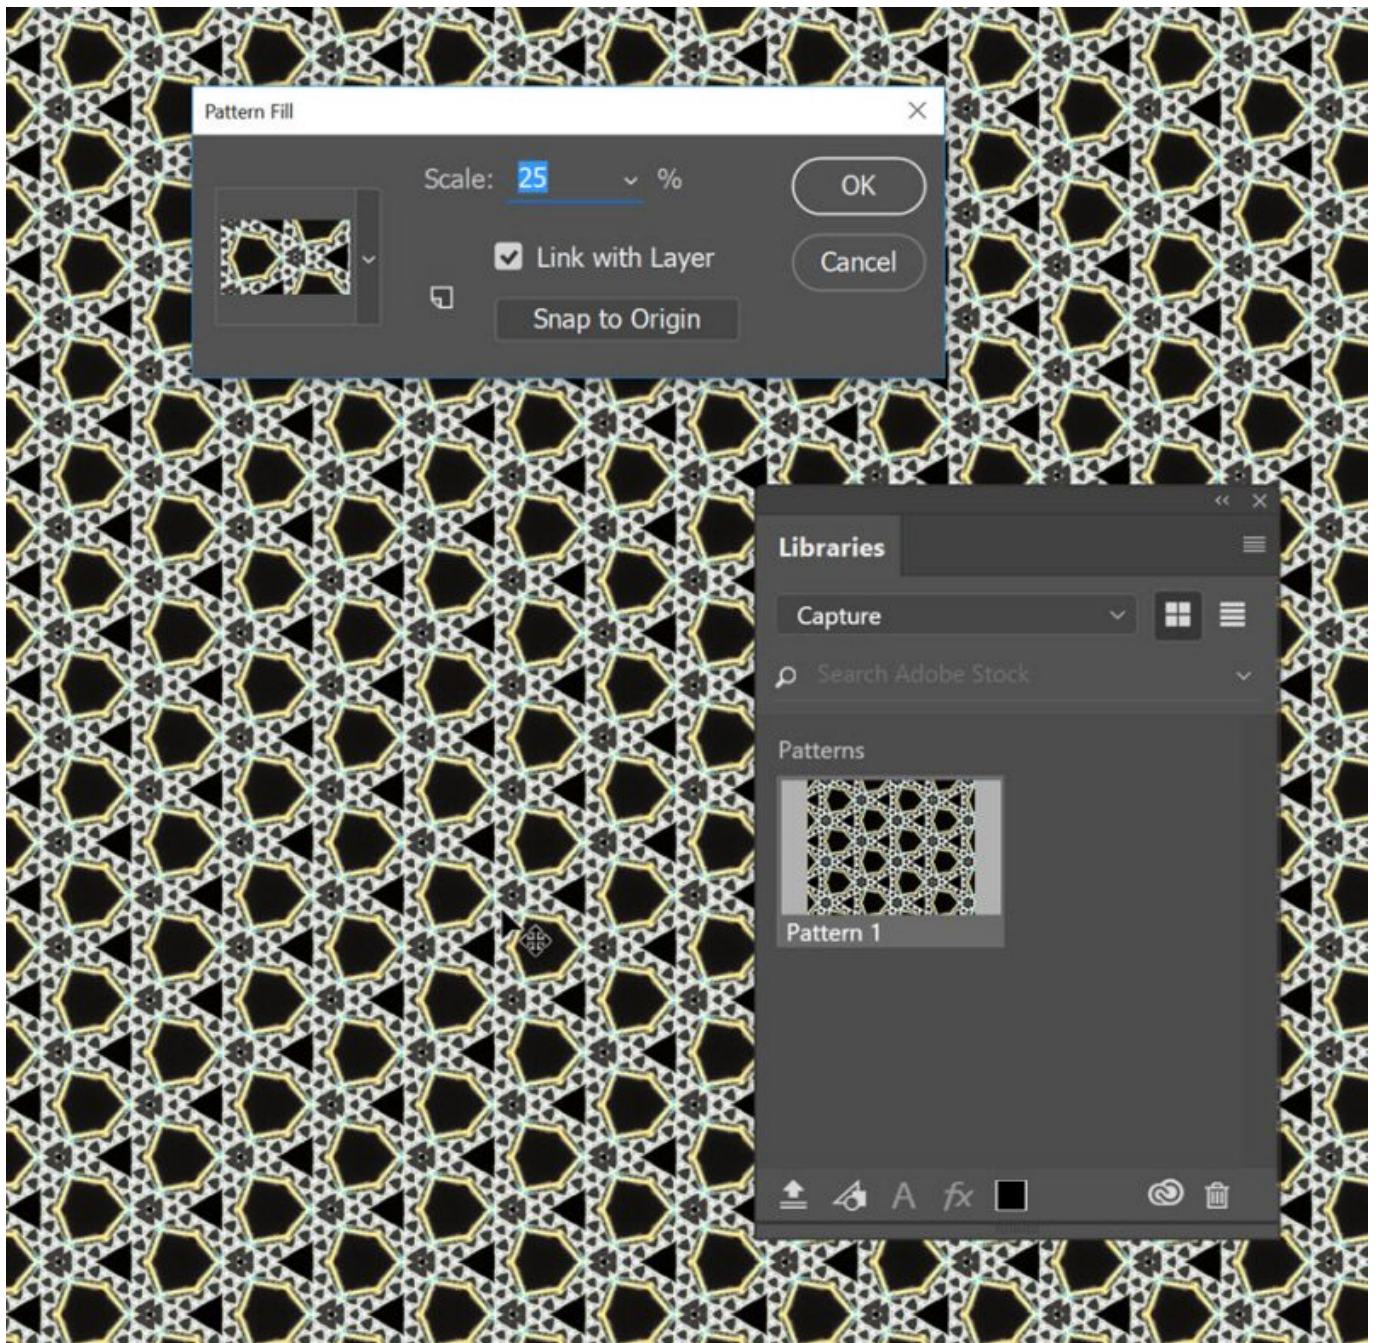 Pattern Fill
Scale: 25 %
OK
Link with Layer
Cancel
Snap to Origin
Libraries
Capture
Search Adobe Stock
Patterns
Pattern 1
A fx